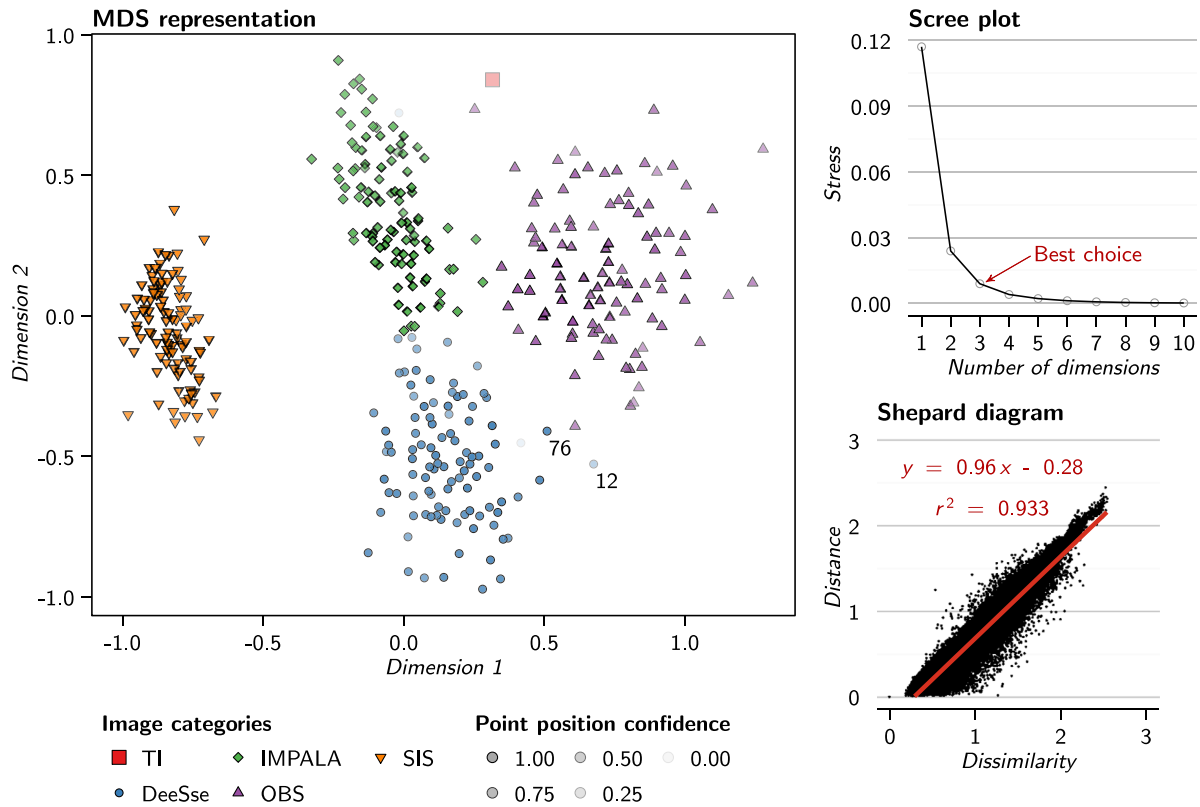 MDS representation
1.0
0.5
0.0
-0.5
-1.0
Dimension 2
76
12
-1.0 -0.5 0.0 0.5 1.0
Dimension 1
Image categories
TI IMPALA SIS
DeeSse OBS
Point position confidence
1.00 0.50 0.00
0.75 0.25
Scree plot
0.12
0.09
0.06
0.03
0.00
Stress
Best choice
1 2 3 4 5 6 7 8 9 10
Number of dimensions
Shepard diagram
3
2
1
0
Distance
y = 0.96x - 0.28
r² = 0.933
0 1 2 3
Dissimilarity